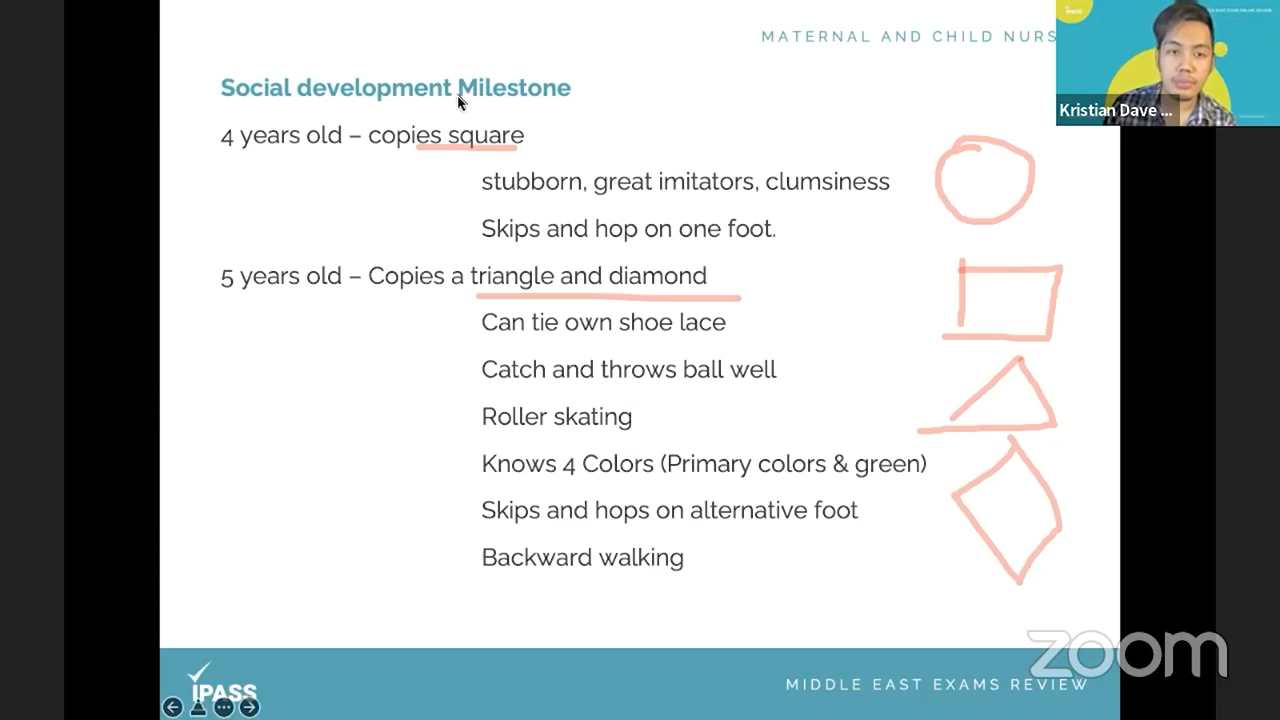 MATERNAL AND CHILD NURS
Social development Milestone
4 years old – copies square
stubborn, great imitators, clumsiness
Skips and hop on one foot.
5 years old – Copies a triangle and diamond
Can tie own shoe lace
Catch and throws ball well
Roller skating
Knows 4 Colors (Primary colors & green)
Skips and hops on alternative foot
Backward walking
Kristian Dave ...
zoom
iPASS
MIDDLE EAST EXAMS REVIEW